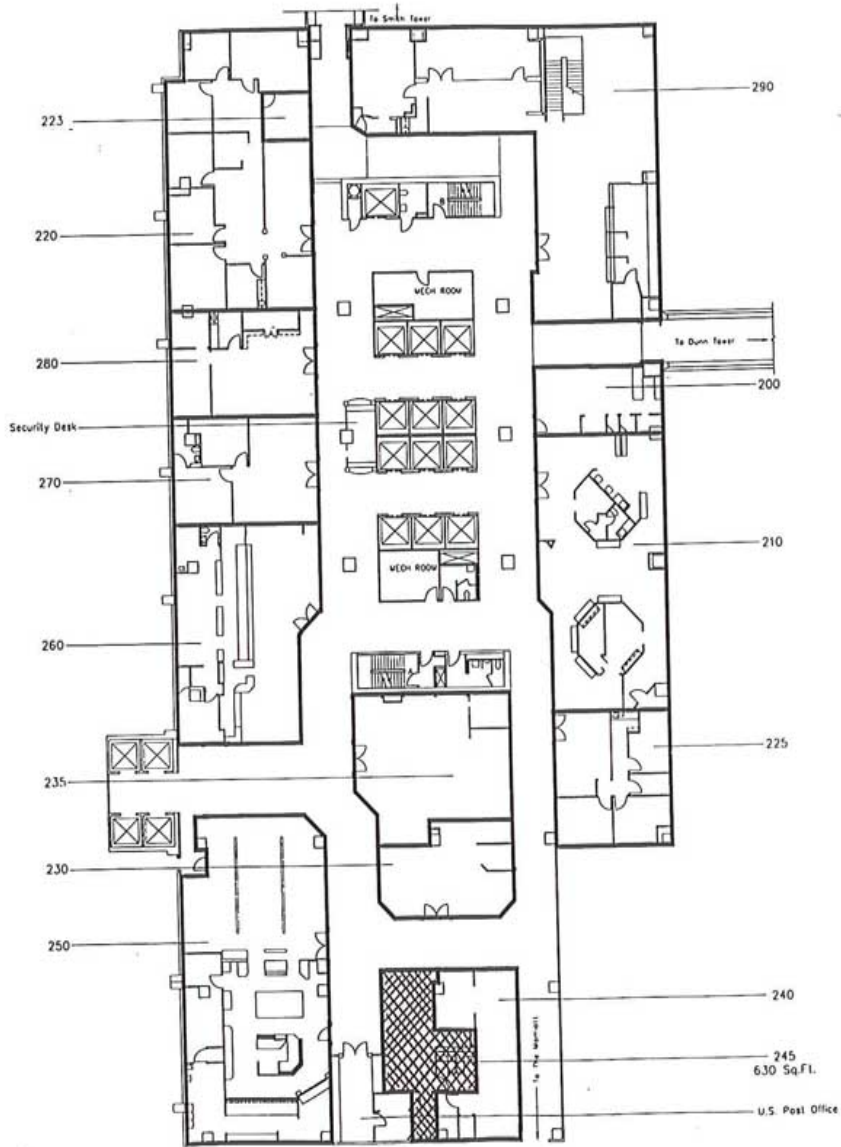 To Smith Tower
290
223
B
220
MECH ROOM
To Dunn Tower
280
200
Security Desk
270
210
MECH ROOM
260
A
225
235
230
250
240
To The Marriott
245
630 Sq.Ft.
U.S. Post Office